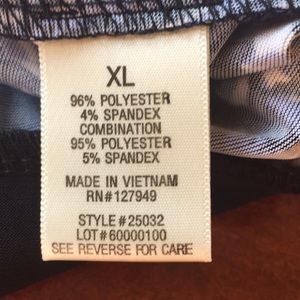 XL
96% POLYESTER
4% SPANDEX
COMBINATION
95% POLYESTER
5% SPANDEX
MADE IN VIETNAM
RN#127949
STYLE #25032
LOT #60000100
SEE REVERSE FOR CARE